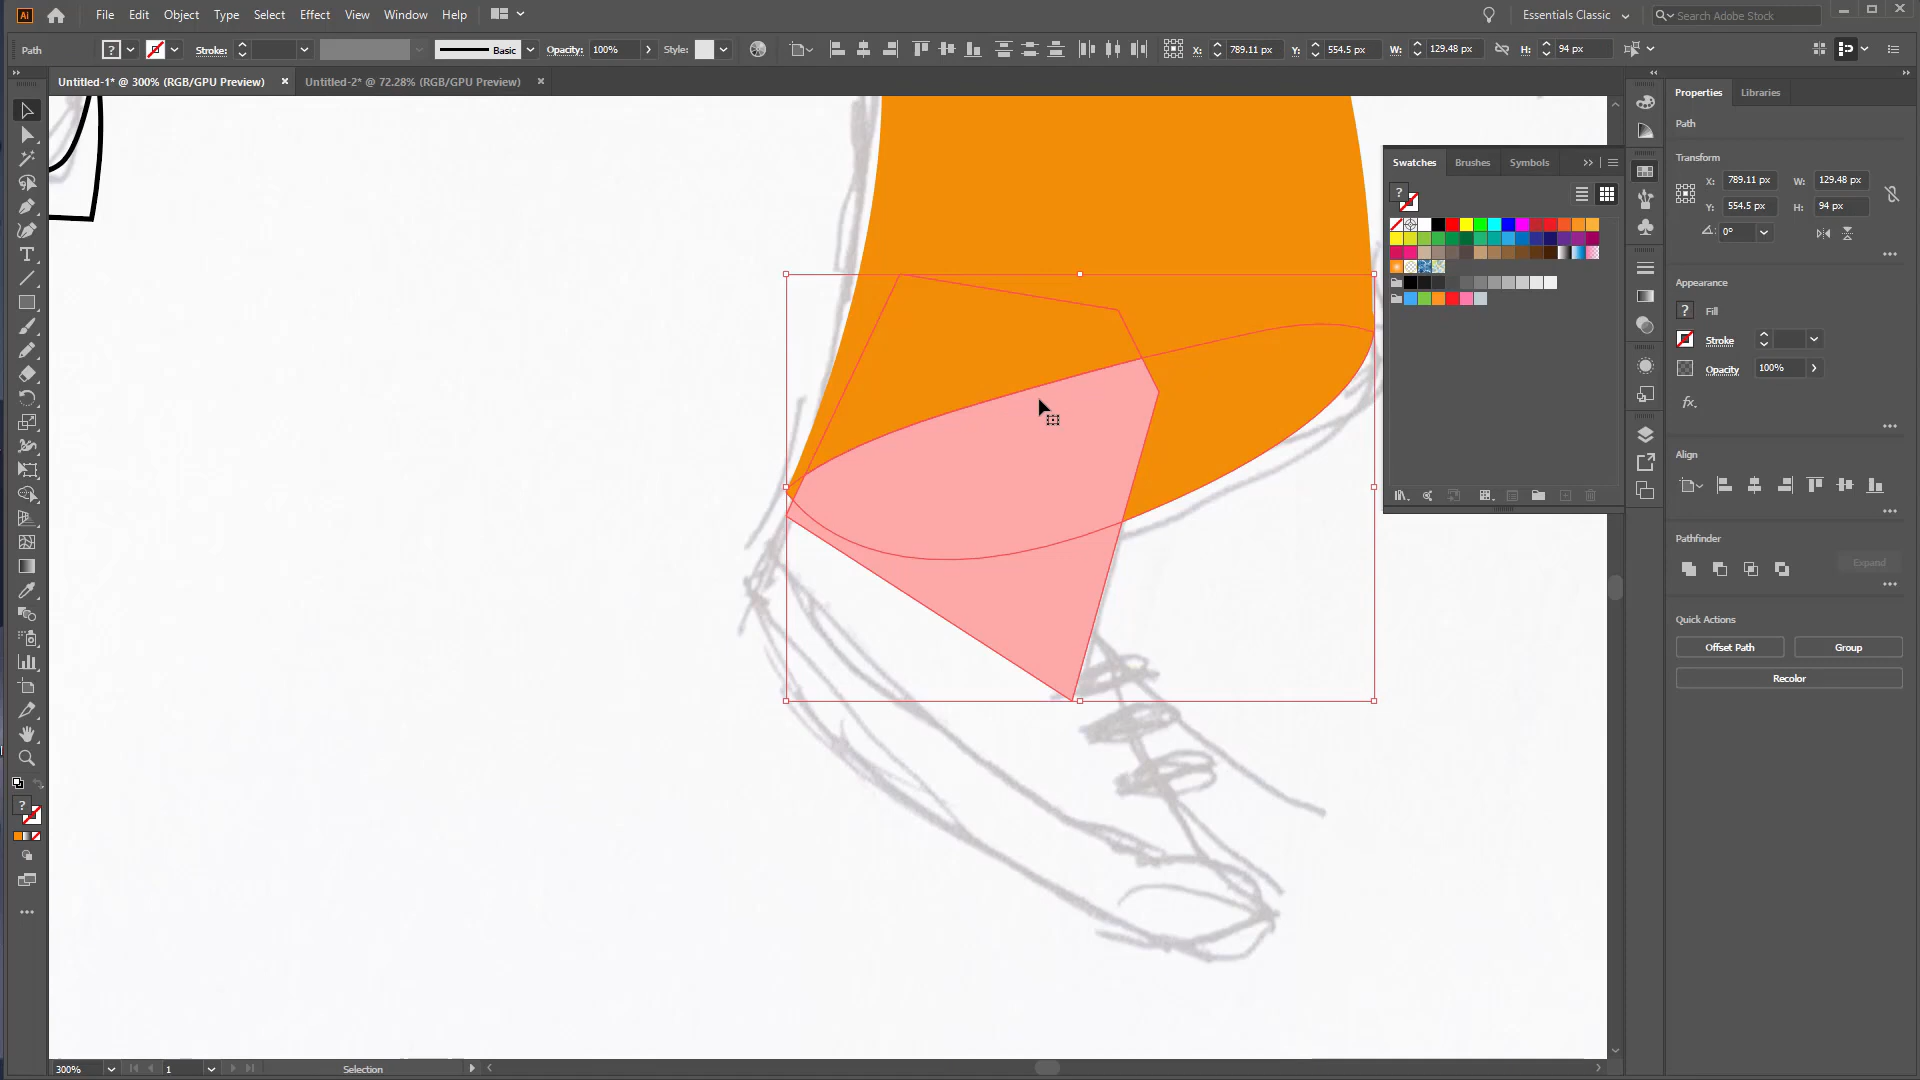 Ai File Edit Object Type Select Effect View Window Help Essentials Classic Search Adobe Stock
Path ? Stroke: Basic Opacity: 100% Style: X: 789.11 px Y: 554.5 px W: 129.48 px H: 94 px
Untitled-1* @ 300% (RGB/GPU Preview) Untitled-2* @ 72.28% (RGB/GPU Preview)
Properties Libraries
Path
Swatches Brushes Symbols
Transform
X: 789.11 px W: 129.48 px
Y: 554.5 px H: 94 px
0°
Appearance
? Fill
Stroke
Opacity 100%
fx.
Align
Pathfinder
Expand
Quick Actions
Offset Path Group
Recolor
300% 1 Selection